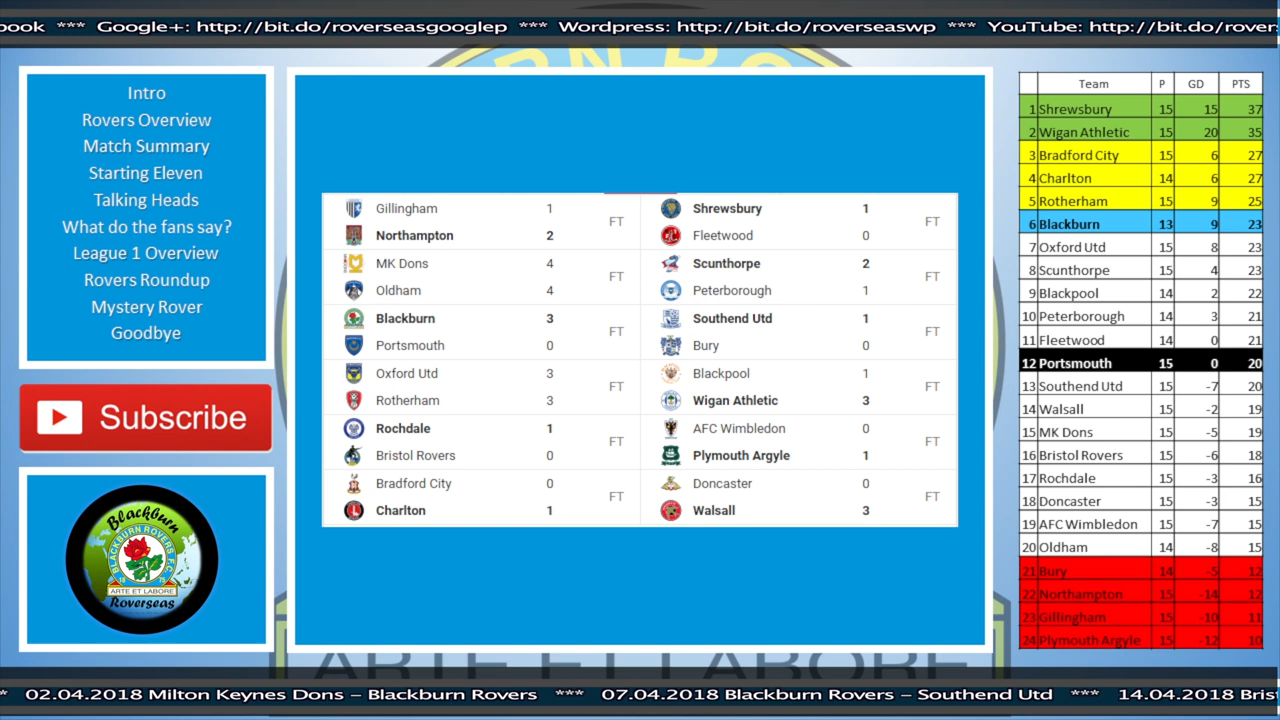 ook *** Google+: http://bit.do/roverseasgooglep *** Wordpress: http://bit.do/roverseaswp *** YouTube: http://bit.do/rover
Intro
Rovers Overview
Match Summary
Starting Eleven
Talking Heads
What do the fans say?
League 1 Overview
Rovers Roundup
Mystery Rover
Goodbye
Subscribe
Blackburn
BLACKBURN ROVERS F.C.
18 75
ARTE ET LABORE
Roverseas
Gillingham 1 FT
Northampton 2
MK Dons 4 FT
Oldham 4
Blackburn 3 FT
Portsmouth 0
Oxford Utd 3 FT
Rotherham 3
Rochdale 1 FT
Bristol Rovers 0
Bradford City 0 FT
Charlton 1
Shrewsbury 1 FT
Fleetwood 0
Scunthorpe 2 FT
Peterborough 1
Southend Utd 1 FT
Bury 0
Blackpool 1 FT
Wigan Athletic 3
AFC Wimbledon 0 FT
Plymouth Argyle 1
Doncaster 0 FT
Walsall 3
Team P GD PTS
1 Shrewsbury 15 15 37
2 Wigan Athletic 15 20 35
3 Bradford City 15 6 27
4 Charlton 14 6 27
5 Rotherham 15 9 25
6 Blackburn 13 9 23
7 Oxford Utd 15 8 23
8 Scunthorpe 15 4 23
9 Blackpool 14 2 22
10 Peterborough 14 3 21
11 Fleetwood 14 0 21
12 Portsmouth 15 0 20
13 Southend Utd 15 -7 20
14 Walsall 15 -2 19
15 MK Dons 15 -5 19
16 Bristol Rovers 15 -6 18
17 Rochdale 15 -3 16
18 Doncaster 15 -3 15
19 AFC Wimbledon 15 -7 15
20 Oldham 14 -8 15
21 Bury 14 -5 12
22 Northampton 15 -14 12
23 Gillingham 15 -10 11
24 Plymouth Argyle 15 -12 10
ARTE ET LABORE
* 02.04.2018 Milton Keynes Dons – Blackburn Rovers *** 07.04.2018 Blackburn Rovers – Southend Utd *** 14.04.2018 Brist